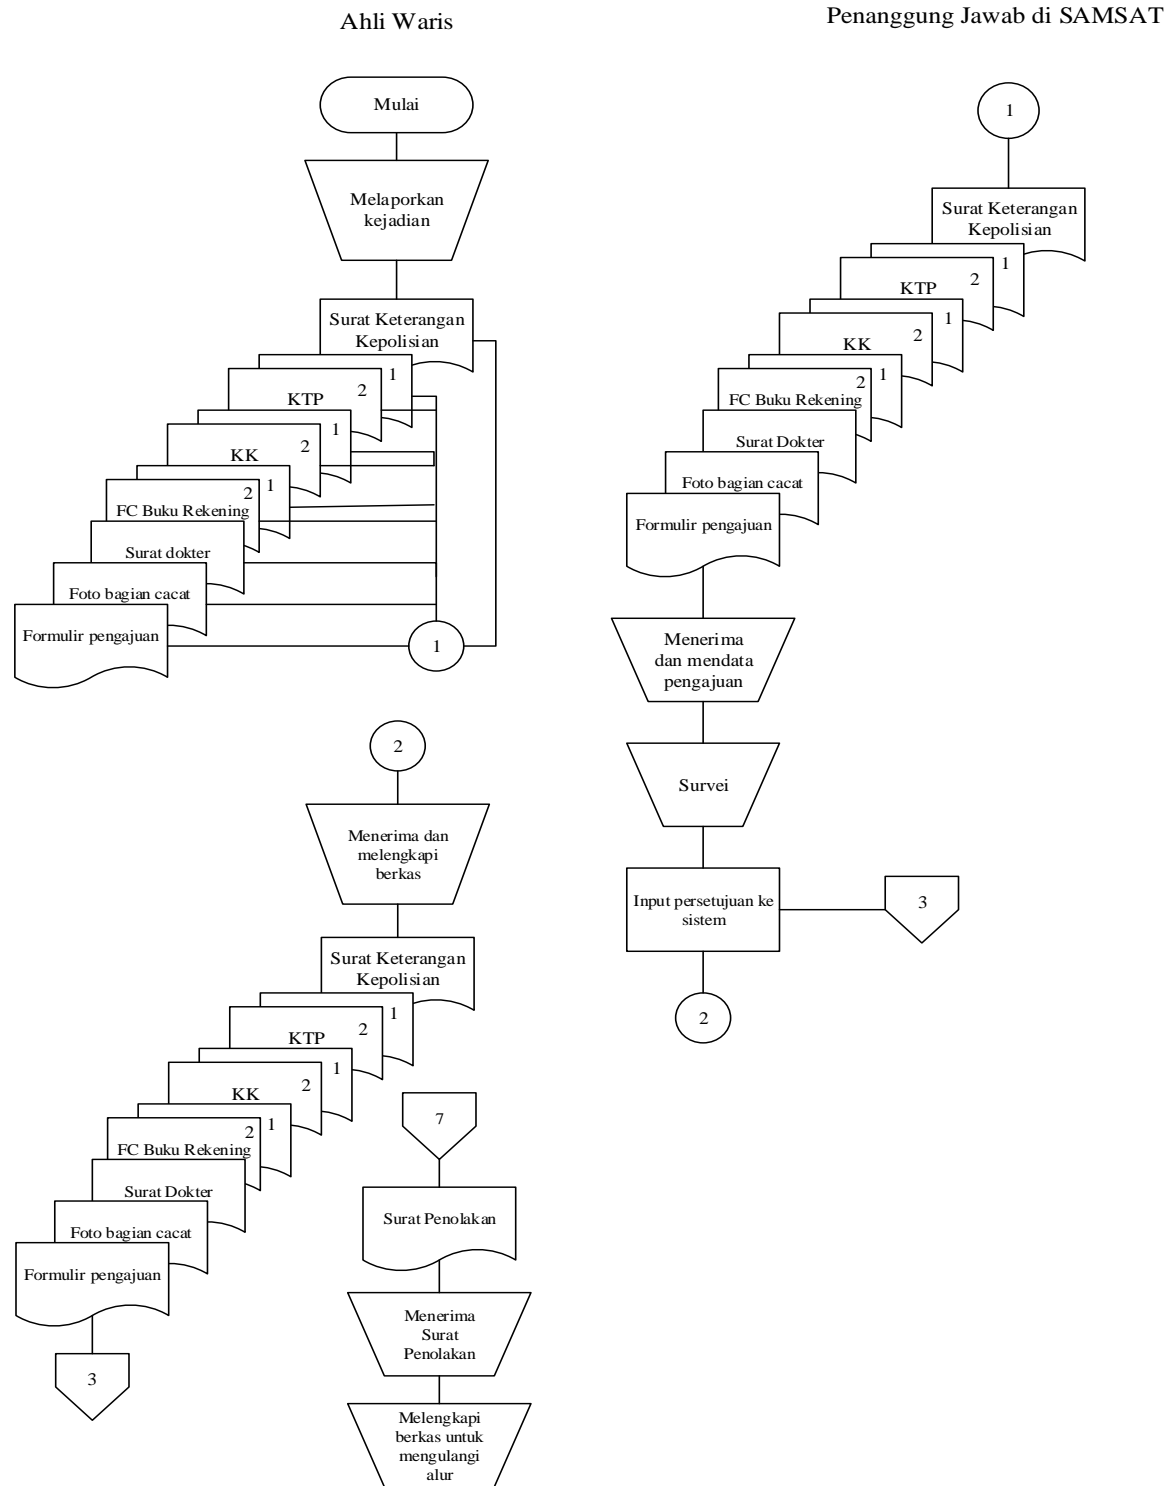 Ahli Waris
Penanggung Jawab di SAMSAT
Mulai
Melaporkan
kejadian
Surat Keterangan
Kepolisian
1
2
KTP
1
2
KK
1
2
FC Buku Rekening
Surat dokter
Foto bagian cacat
Formulir pengajuan
1
2
Menerima dan
melengkapi
berkas
Surat Keterangan
Kepolisian
1
2
KTP
1
2
KK
1
2
FC Buku Rekening
Surat Dokter
Foto bagian cacat
Formulir pengajuan
3
7
Surat Penolakan
Menerima
Surat
Penolakan
Melengkapi
berkas untuk
mengulangi
alur
1
Surat Keterangan
Kepolisian
1
2
KTP
1
2
KK
1
2
FC Buku Rekening
Surat Dokter
Foto bagian cacat
Formulir pengajuan
Menerima
dan mendata
pengajuan
Survei
Input persetujuan ke
sistem
3
2